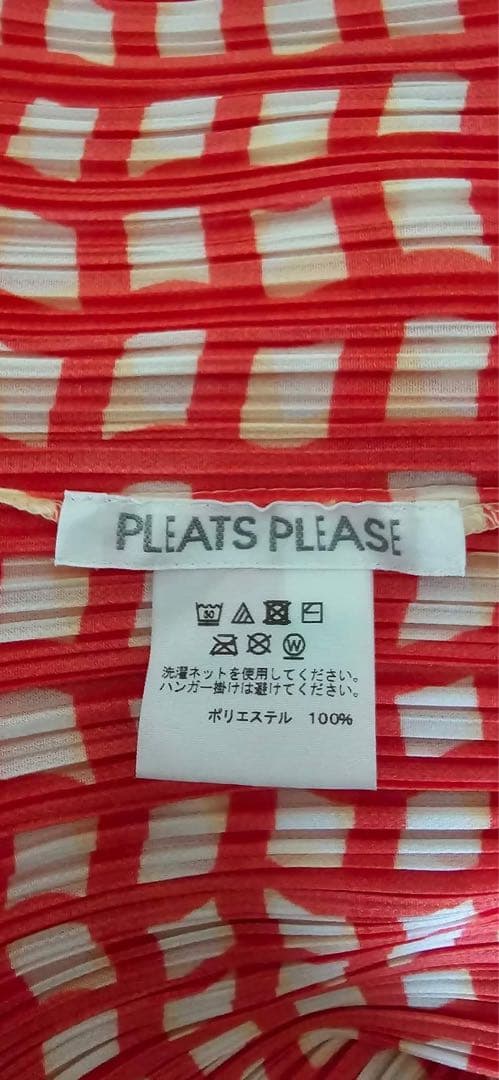 PLEATS PLEASE
30
W
洗濯ネットを使用してください。
ハンガー掛けは避けてください。
ポリエステル 100%